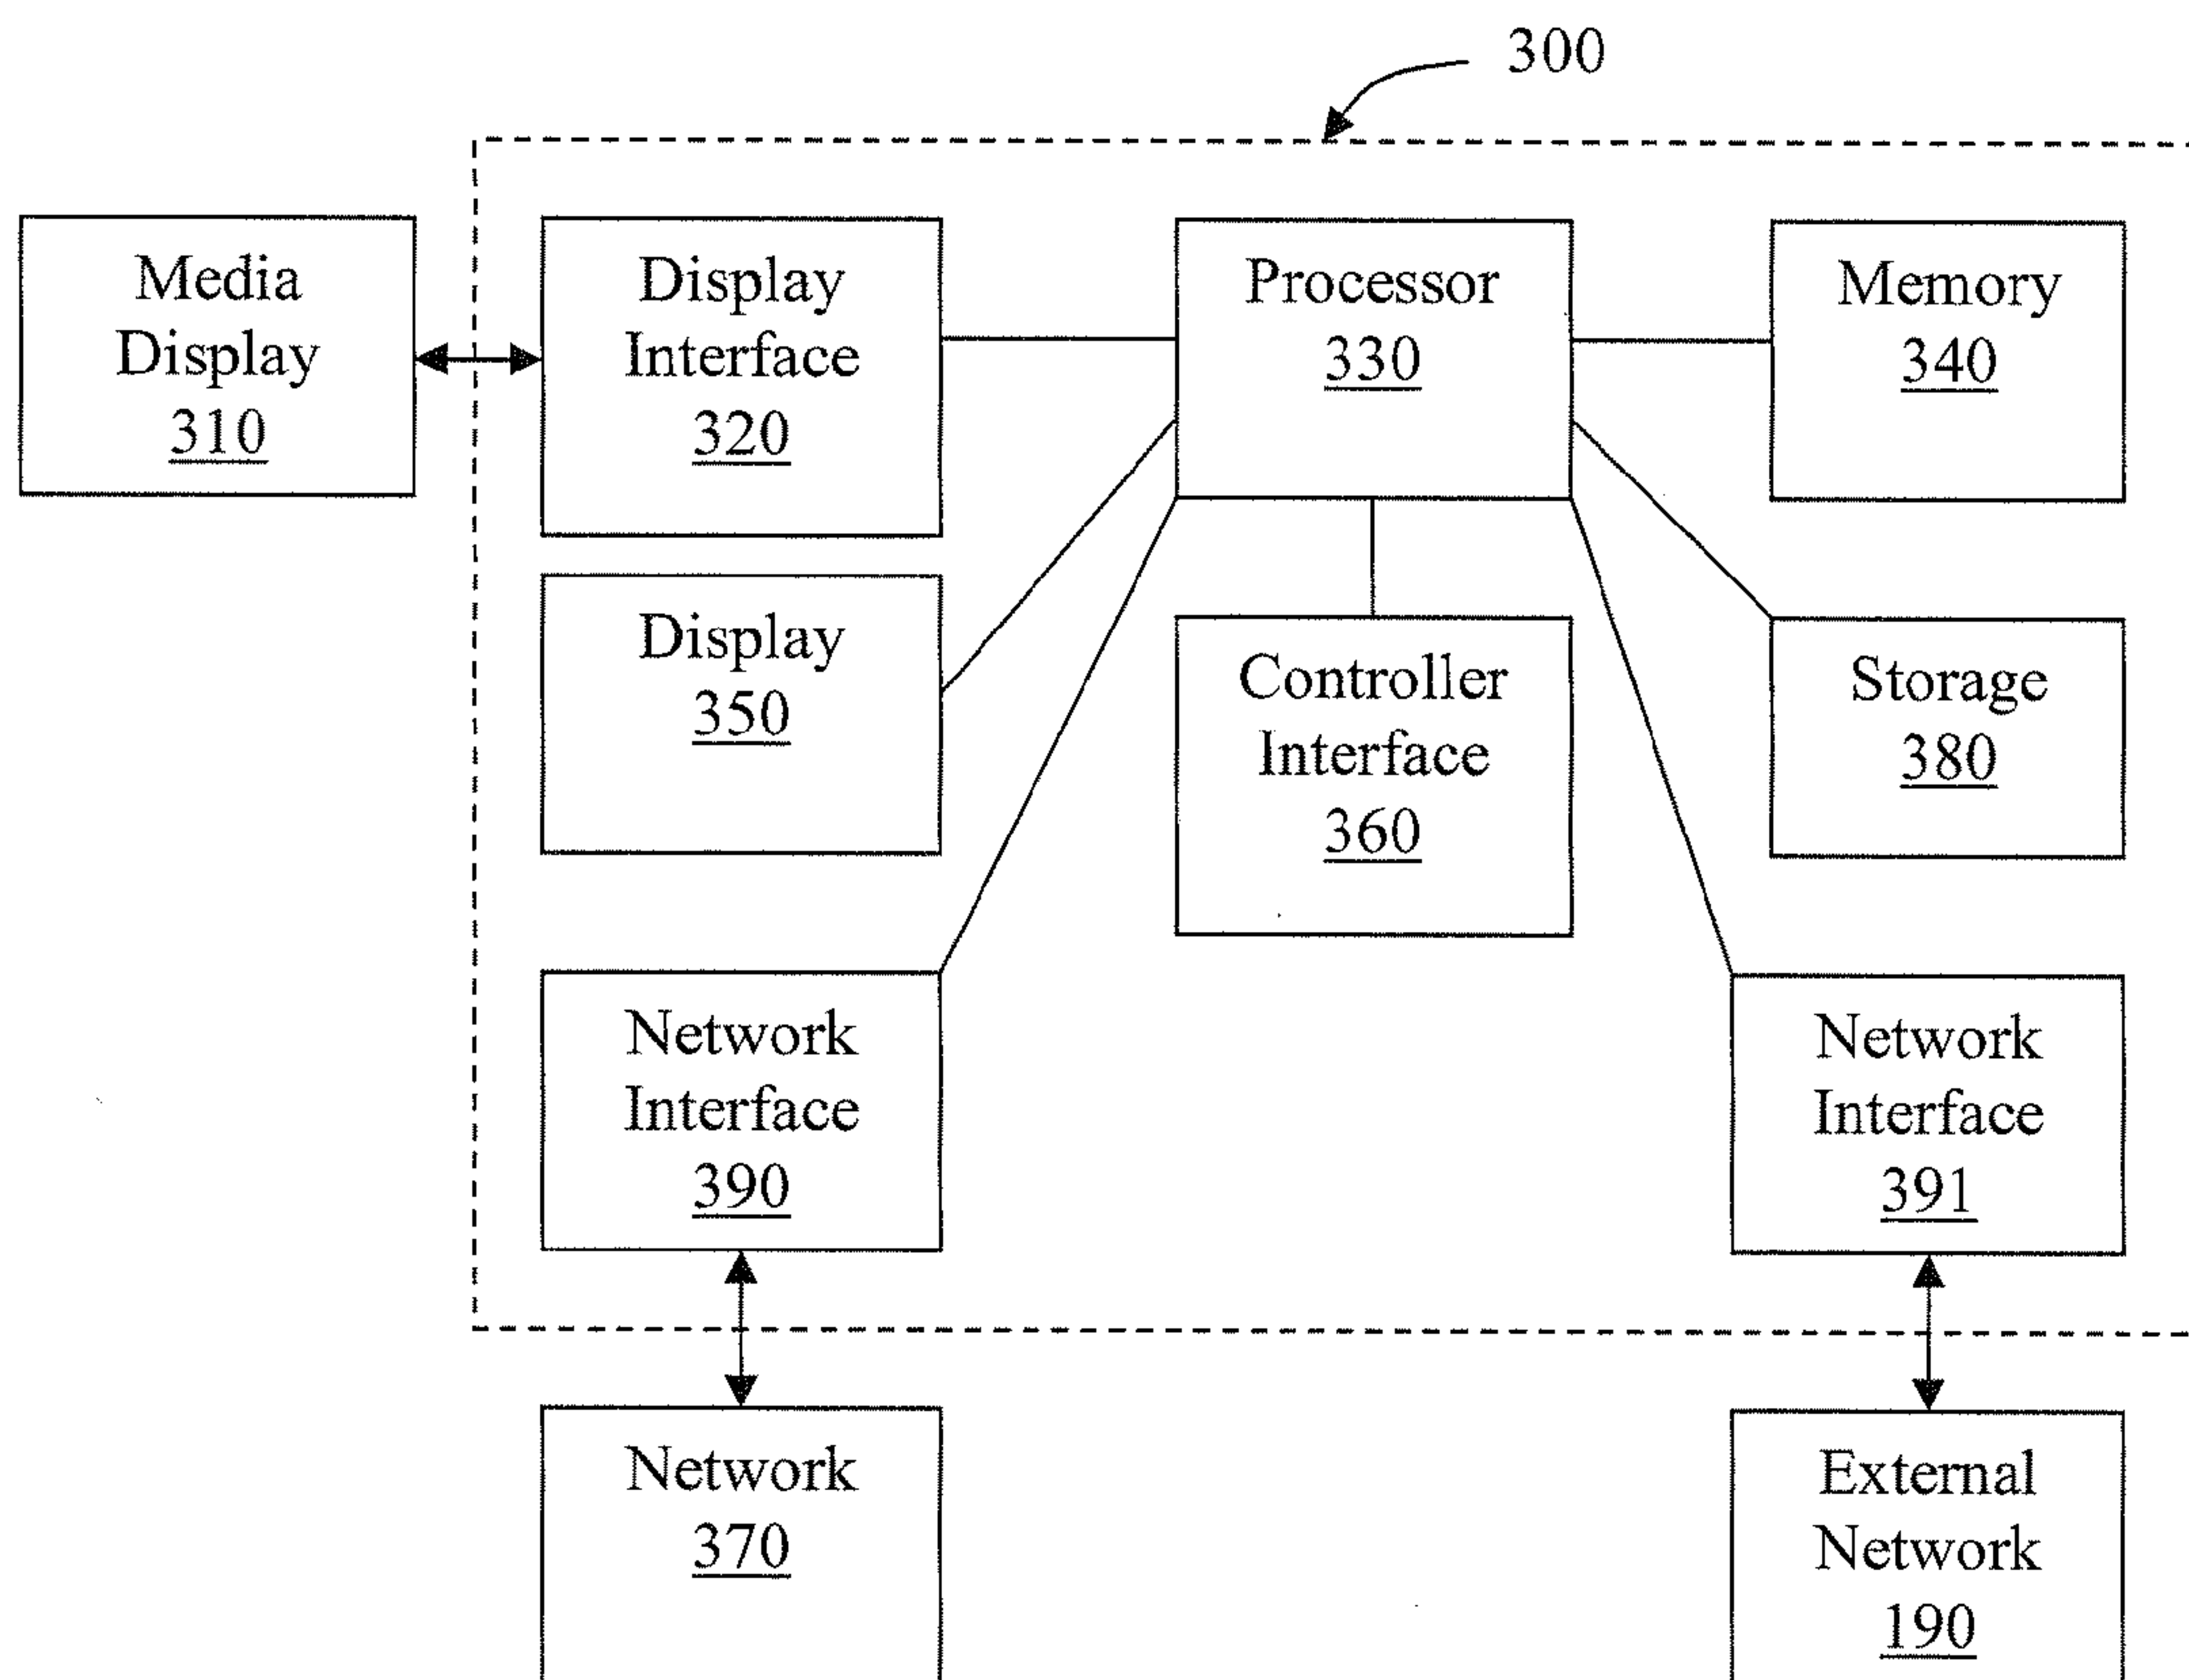 300
Media
Display
310
Display
Interface
320
Processor
330
Memory
340
Display
350
Controller
Interface
360
Storage
380
Network
Interface
390
Network
Interface
391
Network
370
External
Network
190